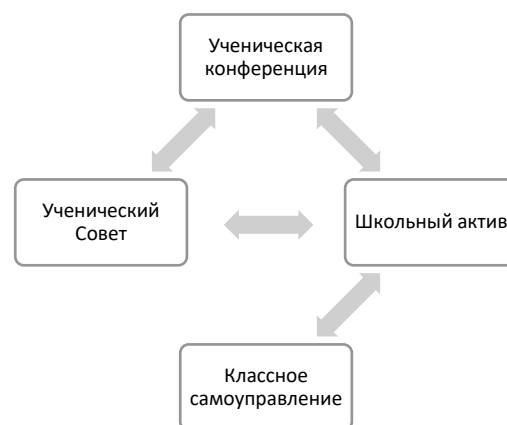 Ученическая
конференция
Ученический
Совет
Школьный актив
Классное
самоуправление